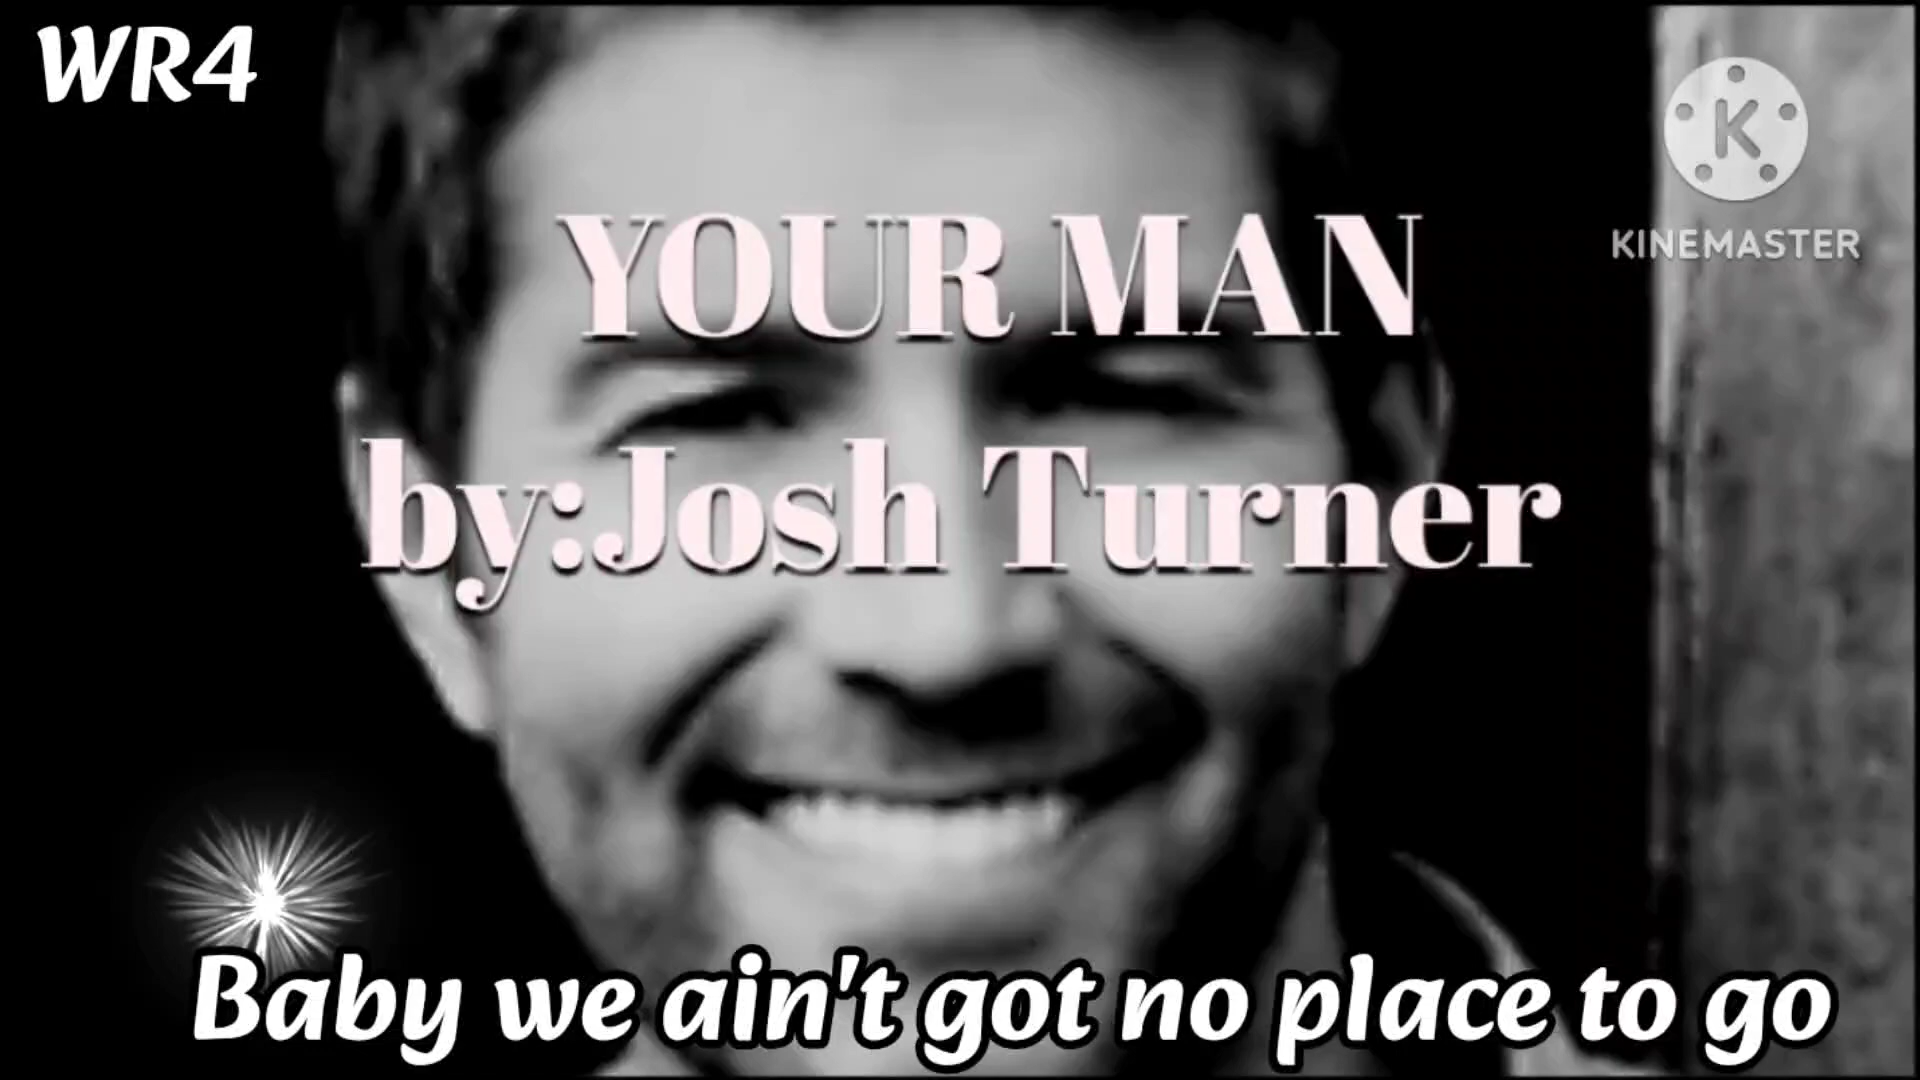 WR4
K
KINEMASTER
YOUR MAN
by:Josh Turner
Baby we ain't got no place to go